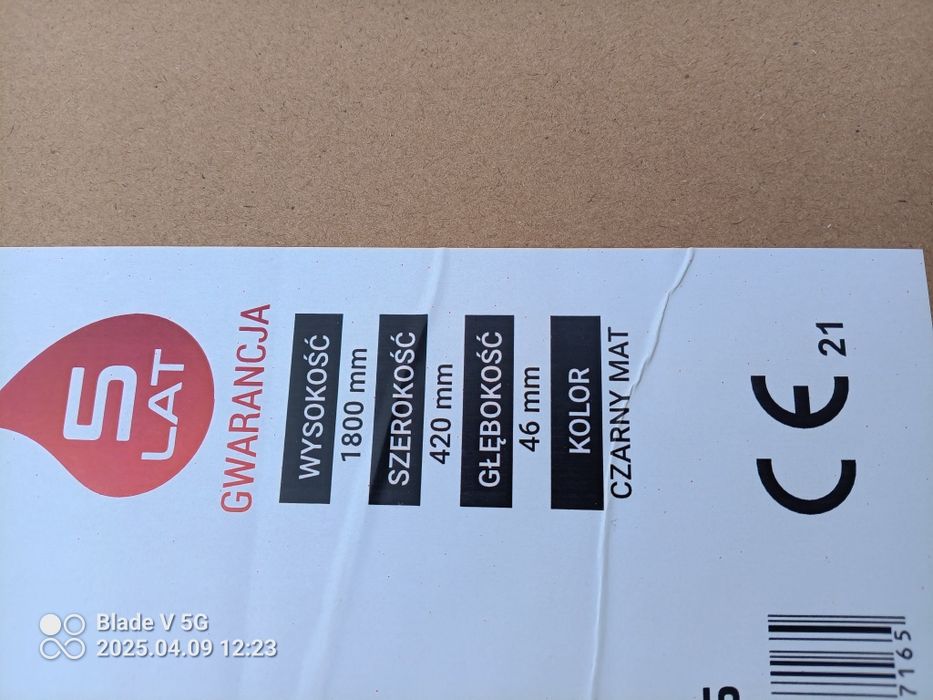 5
LAT
GWARANCJA
WYSOKOŚĆ
1800 mm
SZEROKOŚĆ
420 mm
GŁĘBOKOŚĆ
46 mm
KOLOR
CZARNY MAT
CE 21
7165
Blade V 5G
2025.04.09 12:23